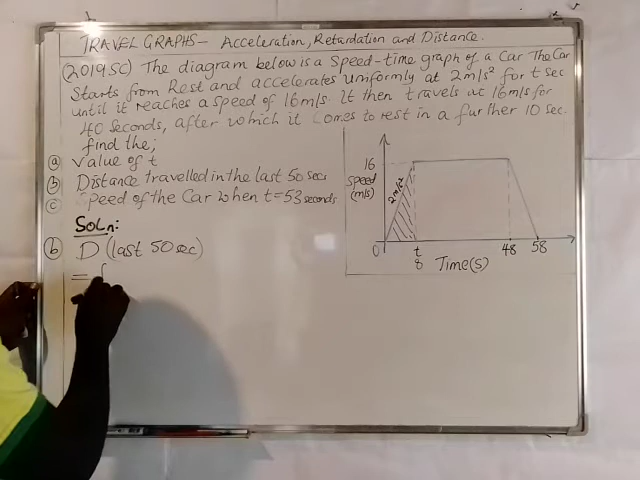 TRAVEL GRAPHS - Acceleration, Retardation and Distance.
(2019 SC) The diagram below is a Speed-time graph of a Car The Car
Starts from Rest and accelerates uniformly at 2m/s² for t sec
until it reaches a speed of 16m/s. It then travels at 16m/s for
40 seconds, after which it Comes to rest in a further 10 sec.
find the;
(a) Value of t
(b) Distance travelled in the last 50 secs
(c) Speed of the Car when t=53 seconds
16
Speed
(m/s)
2m/s²
0
t
8
48
58
Time(s)
Soln:
(b) D (last 50 sec)
=